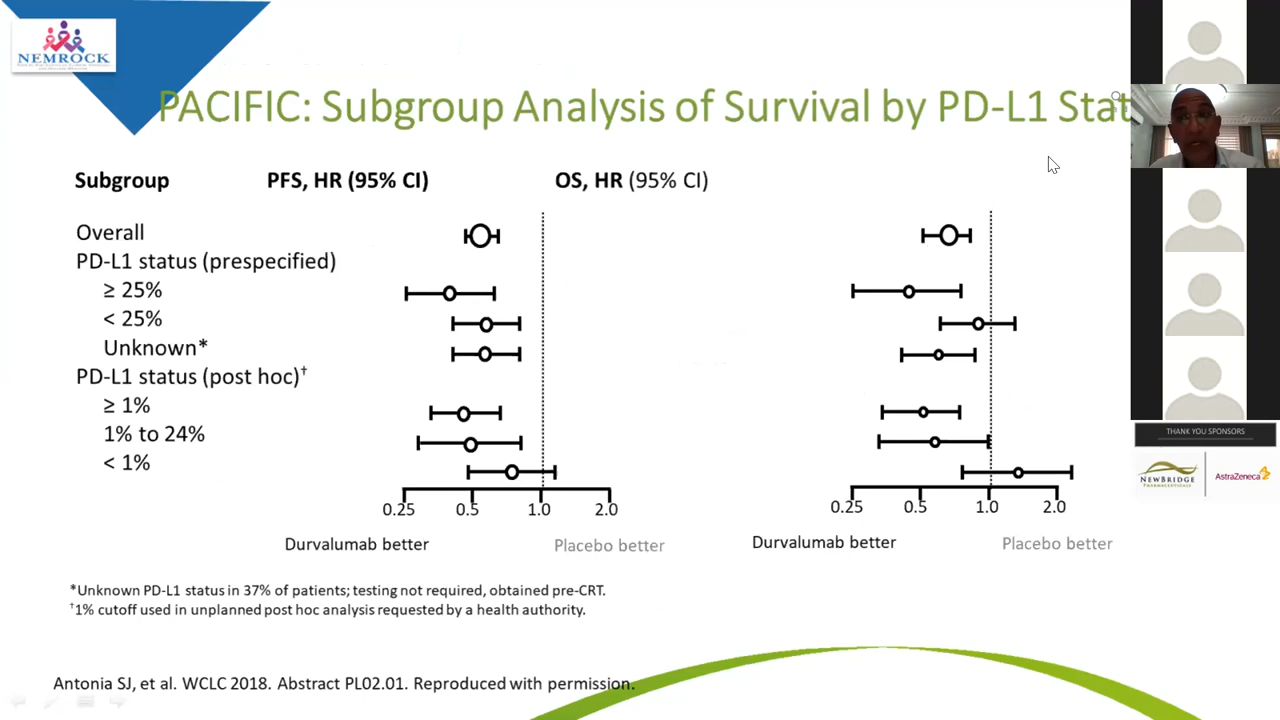 NEMROCK
PACIFIC: Subgroup Analysis of Survival by PD-L1 Stat
Subgroup PFS, HR (95% CI) OS, HR (95% CI)
Overall
PD-L1 status (prespecified)
≥ 25%
< 25%
Unknown*
PD-L1 status (post hoc)†
≥ 1%
1% to 24%
< 1%
0.25 0.5 1.0 2.0 0.25 0.5 1.0 2.0
Durvalumab better Placebo better Durvalumab better Placebo better
*Unknown PD-L1 status in 37% of patients; testing not required, obtained pre-CRT.
†1% cutoff used in unplanned post hoc analysis requested by a health authority.
Antonia SJ, et al. WCLC 2018. Abstract PL02.01. Reproduced with permission.
THANK YOU SPONSORS
NEWBRIDGE
PHARMACEUTICALS
AstraZeneca